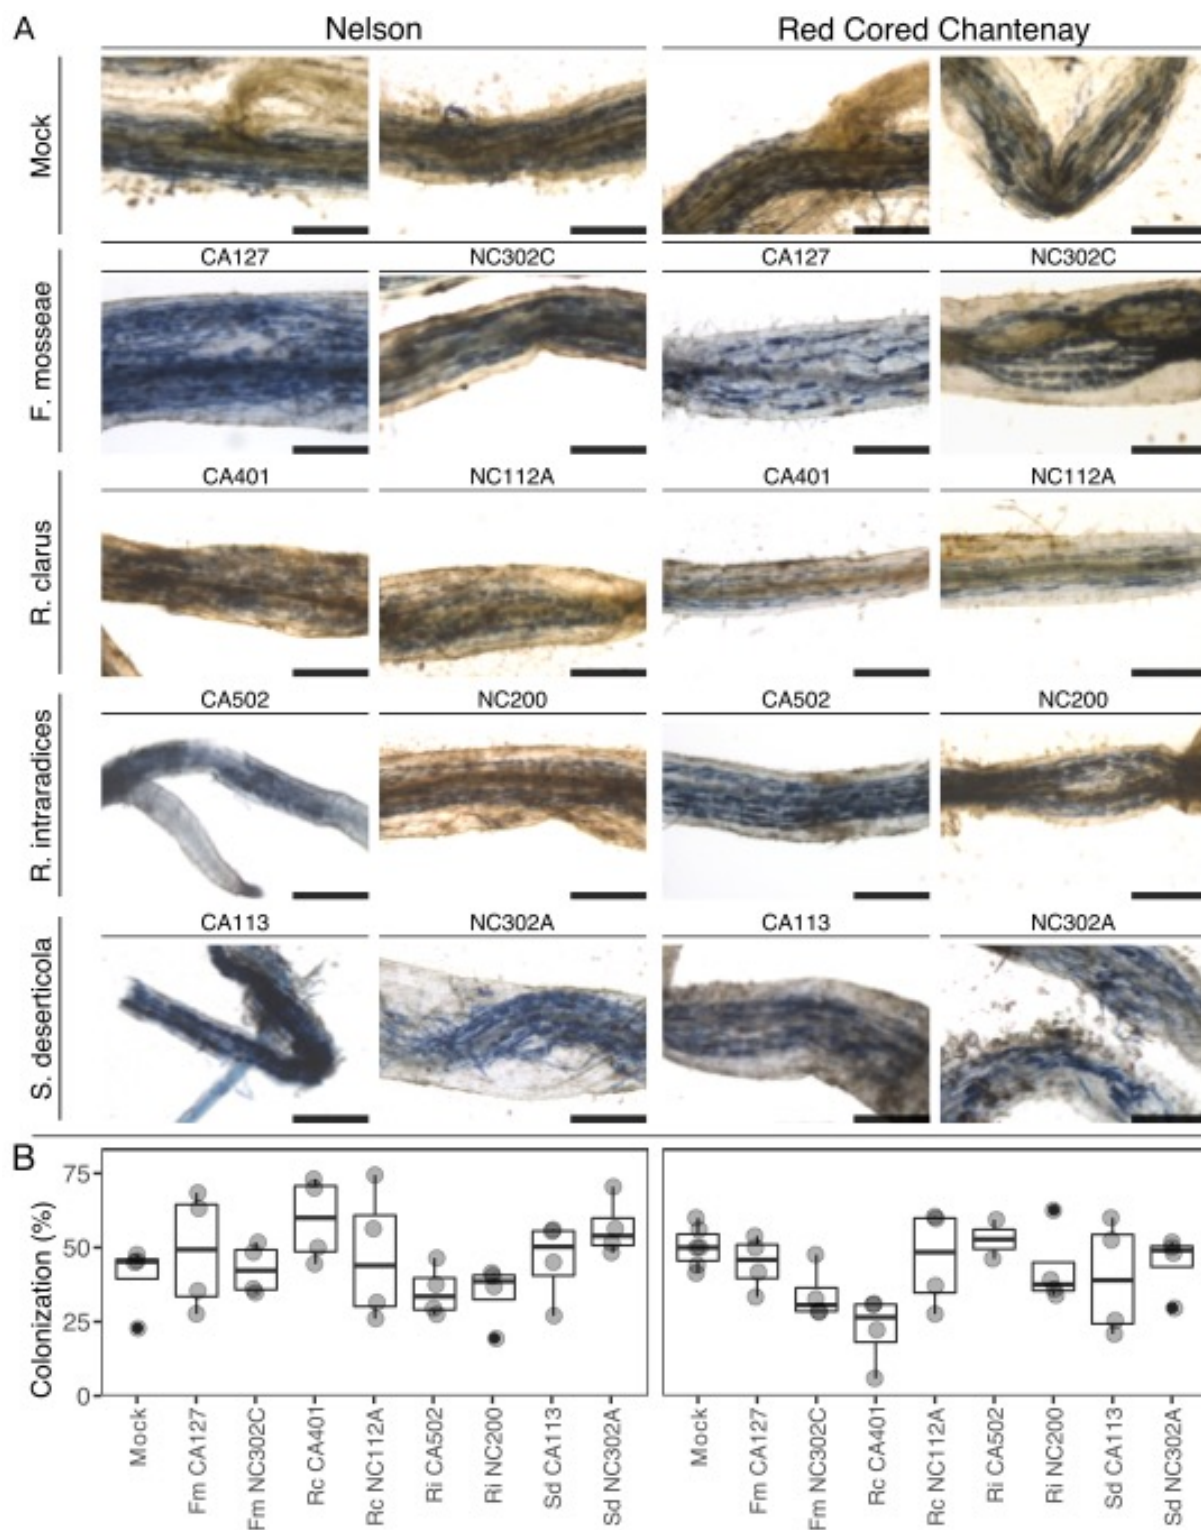 A
Nelson Red Cored Chantenay
Mock
F. mosseae
CA127 NC302C CA127 NC302C
R. clarus
CA401 NC112A CA401 NC112A
R. intraradices
CA502 NC200 CA502 NC200
S. deserticola
CA113 NC302A CA113 NC302A
B
Colonization (%)
75
50
25
0
Mock Fm CA127 Fm NC302C Rc CA401 Rc NC112A Ri CA502 Ri NC200 Sd CA113 Sd NC302A Mock Fm CA127 Fm NC302C Rc CA401 Rc NC112A Ri CA502 Ri NC200 Sd CA113 Sd NC302A